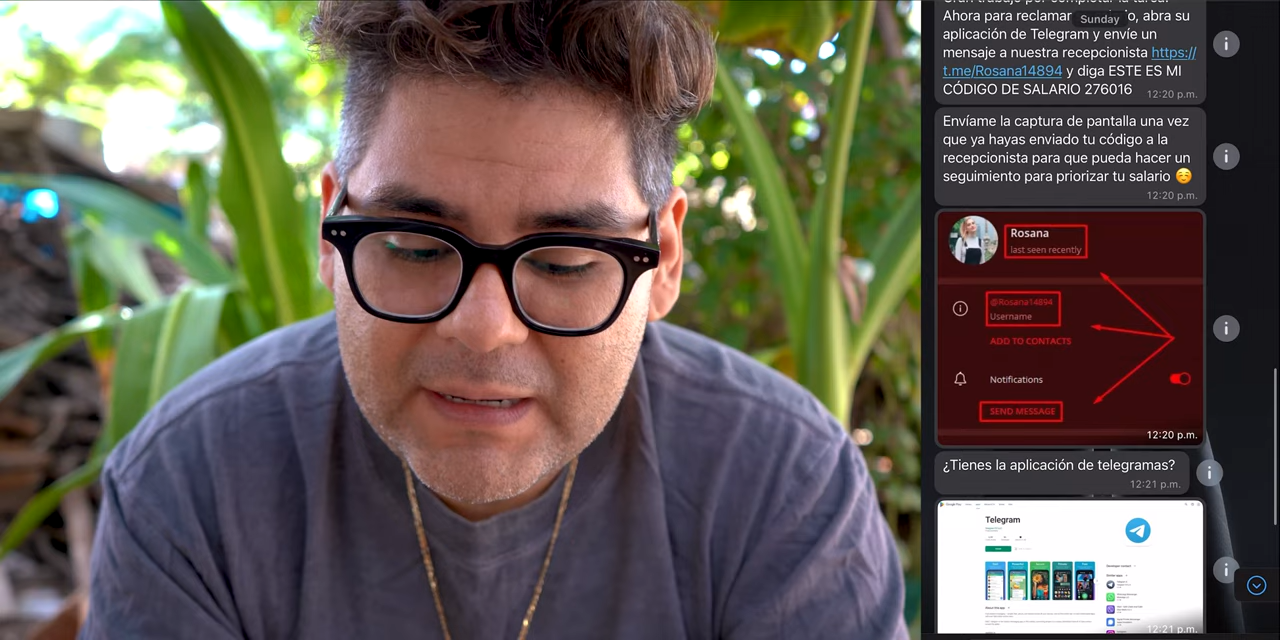 Ahora para reclamar
Sunday
o, abra su
aplicación de Telegram y envíe un
mensaje a nuestra recepcionista https://
t.me/Rosana14894 y diga ESTE ES MI
CÓDIGO DE SALARIO 276016
12:20 p.m.
Envíame la captura de pantalla una vez
que ya hayas enviado tu código a la
recepcionista para que pueda hacer un
seguimiento para priorizar tu salario ☺️
12:20 p.m.
Rosana
last seen recently
@Rosana14894
Username
ADD TO CONTACTS
Notifications
SEND MESSAGE
12:20 p.m.
¿Tienes la aplicación de telegramas?
12:21 p.m.
Telegram
12:21 p.m.